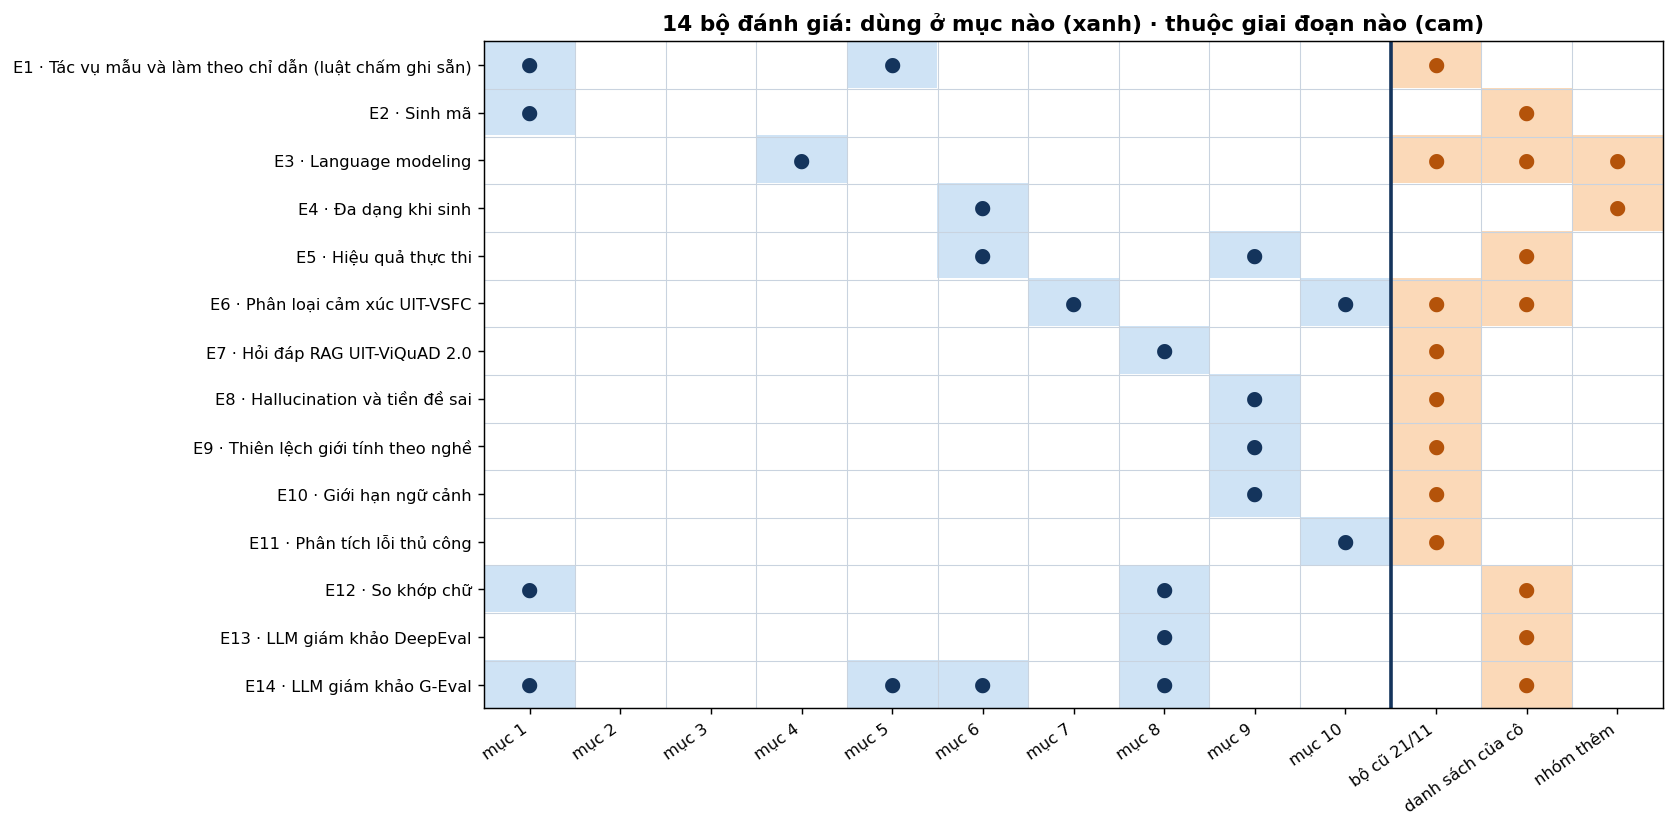 14 bộ đánh giá: dùng ở mục nào (xanh) · thuộc giai đoạn nào (cam)
E1 · Tác vụ mẫu và làm theo chỉ dẫn (luật chấm ghi sẵn)
E2 · Sinh mã
E3 · Language modeling
E4 · Đa dạng khi sinh
E5 · Hiệu quả thực thi
E6 · Phân loại cảm xúc UIT-VSFC
E7 · Hỏi đáp RAG UIT-ViQuAD 2.0
E8 · Hallucination và tiền đề sai
E9 · Thiên lệch giới tính theo nghề
E10 · Giới hạn ngữ cảnh
E11 · Phân tích lỗi thủ công
E12 · So khớp chữ
E13 · LLM giám khảo DeepEval
E14 · LLM giám khảo G-Eval
mục 1
mục 2
mục 3
mục 4
mục 5
mục 6
mục 7
mục 8
mục 9
mục 10
bộ cũ 21/11
danh sách của cô
nhóm thêm